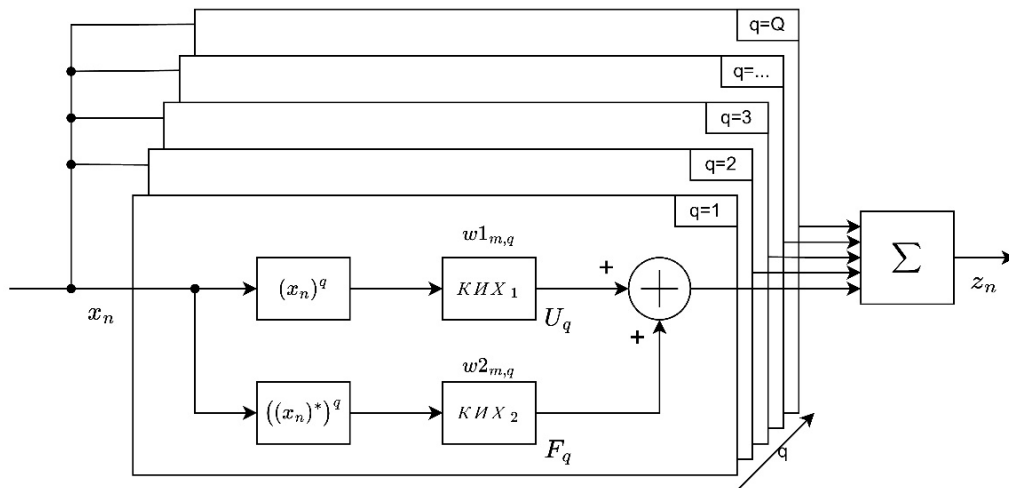 q=Q
q=...
q=3
q=2
q=1
w1_{m,q}
(x_n)^q
КИХ_1
+
U_q
x_n
Σ
z_n
+
w2_{m,q}
((x_n)^*)^q
КИХ_2
F_q
q